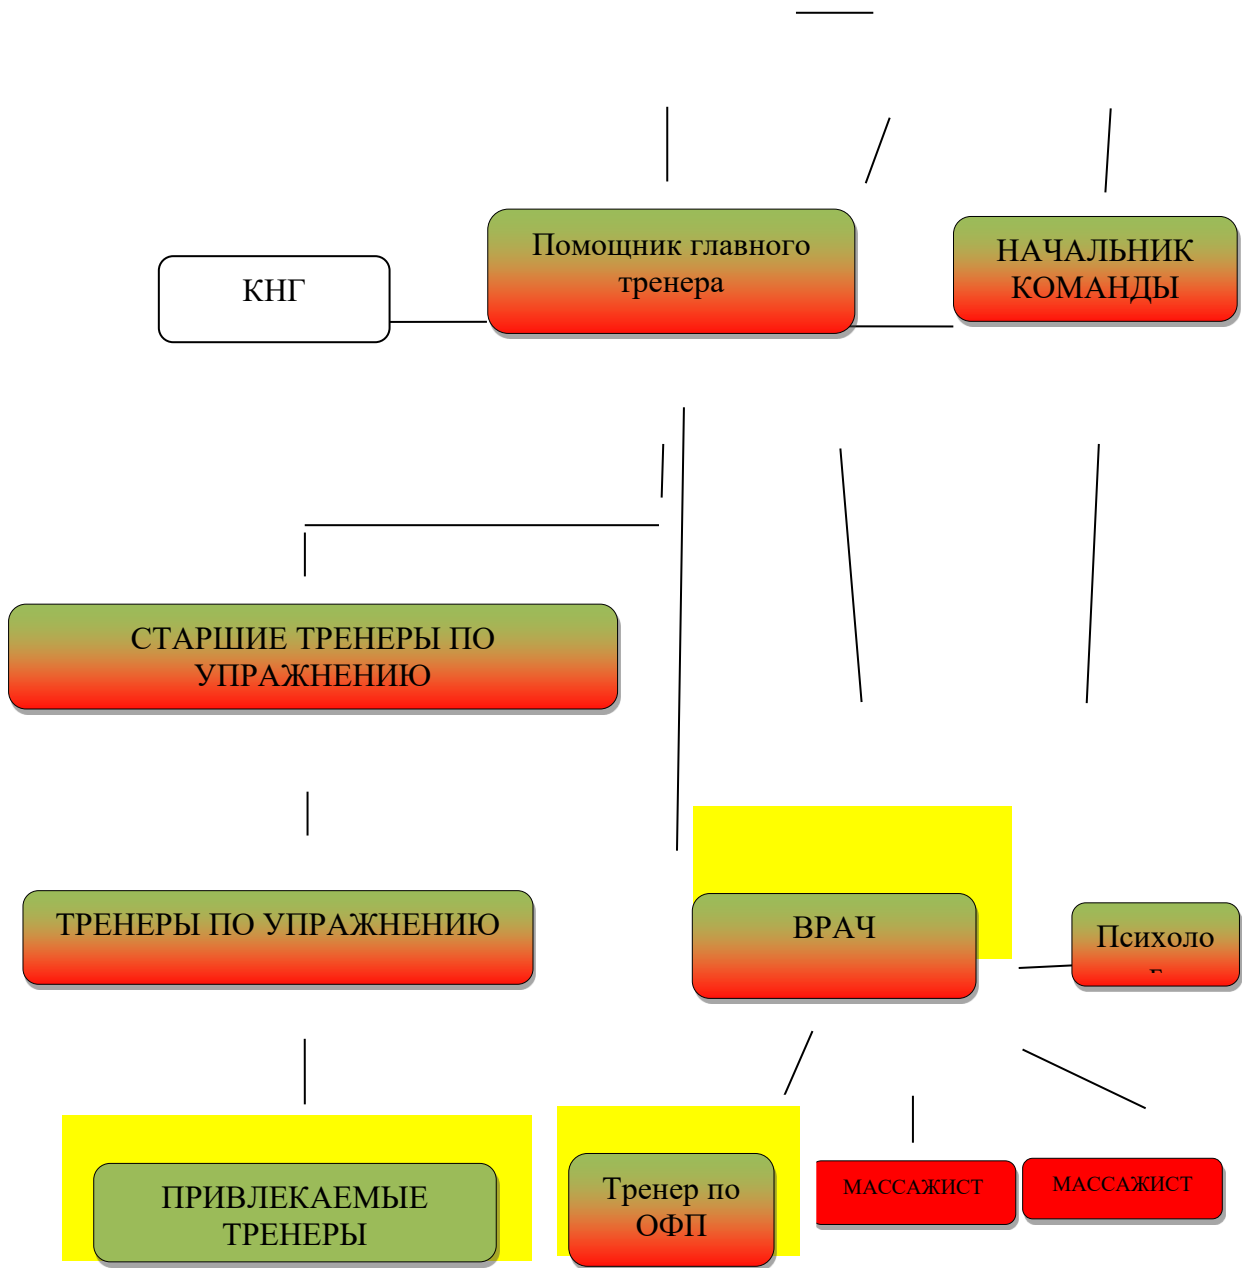 Помощник главного
тренера
НАЧАЛЬНИК
КОМАНДЫ
КНГ
СТАРШИЕ ТРЕНЕРЫ ПО
УПРАЖНЕНИЮ
ТРЕНЕРЫ ПО УПРАЖНЕНИЮ
ВРАЧ
Психоло
г
ПРИВЛЕКАЕМЫЕ
ТРЕНЕРЫ
Тренер по
ОФП
МАССАЖИСТ
МАССАЖИСТ